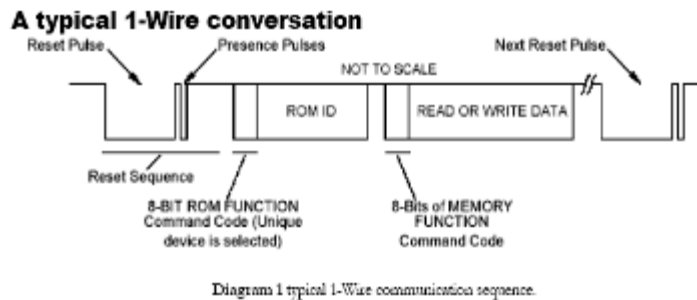 A typical 1-Wire conversation
Reset Pulse
Presence Pulses
Next Reset Pulse
NOT TO SCALE
ROM ID
READ OR WRITE DATA
Reset Sequence
8-BIT ROM FUNCTION
Command Code (Unique
device is selected)
8-Bits of MEMORY
FUNCTION
Command Code
Diagram 1 typical 1-Wire communication sequence.